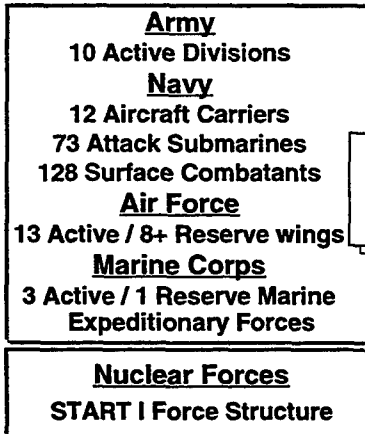 Army
10 Active Divisions
Navy
12 Aircraft Carriers
73 Attack Submarines
128 Surface Combatants
Air Force
13 Active / 8+ Reserve wings
Marine Corps
3 Active / 1 Reserve Marine
Expeditionary Forces
Nuclear Forces
START I Force Structure